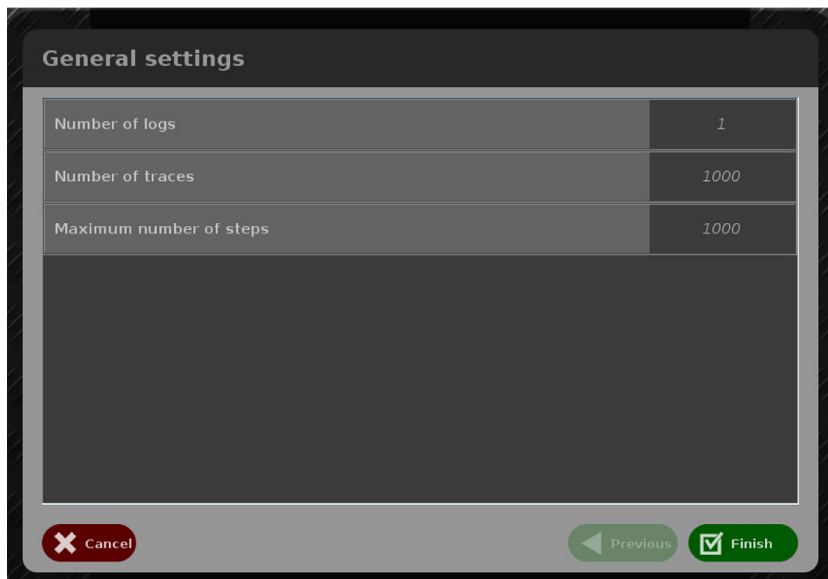 General settings
Number of logs 1
Number of traces 1000
Maximum number of steps 1000
Cancel Previous Finish